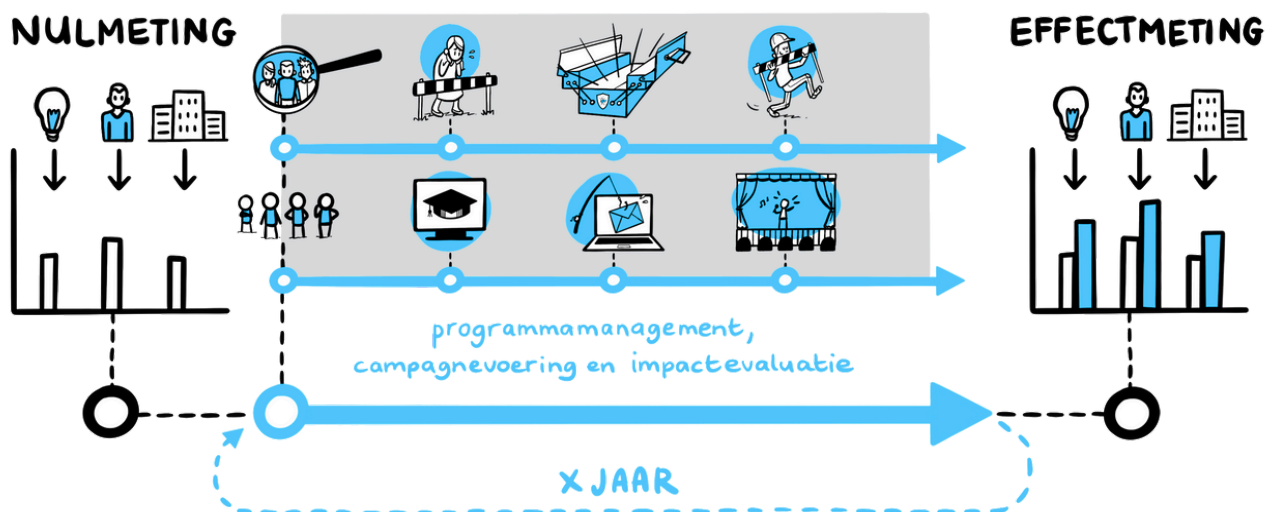 NULMETING
EFFECTMETING
programmamanagement,
campagnevoering en impactevaluatie
X JAAR